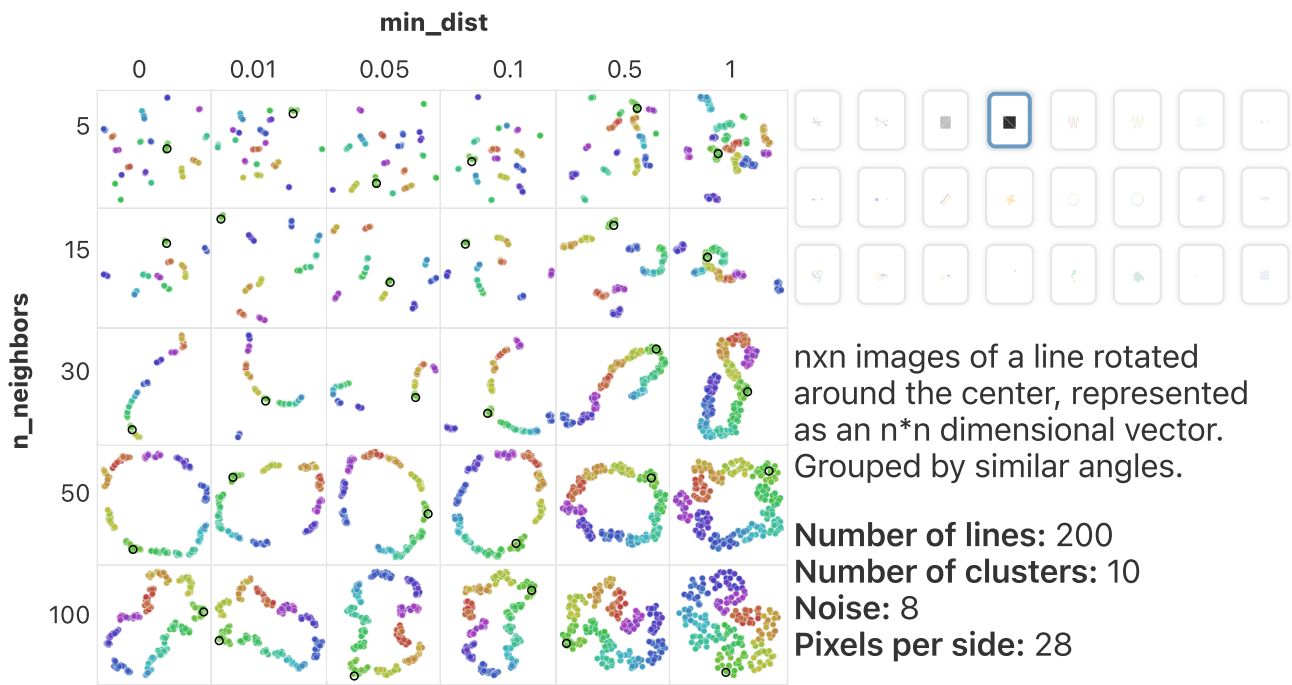 min_dist
0 0.01 0.05 0.1 0.5 1
n_neighbors
5
15
30
50
100
nxn images of a line rotated
around the center, represented
as an n*n dimensional vector.
Grouped by similar angles.
Number of lines: 200
Number of clusters: 10
Noise: 8
Pixels per side: 28